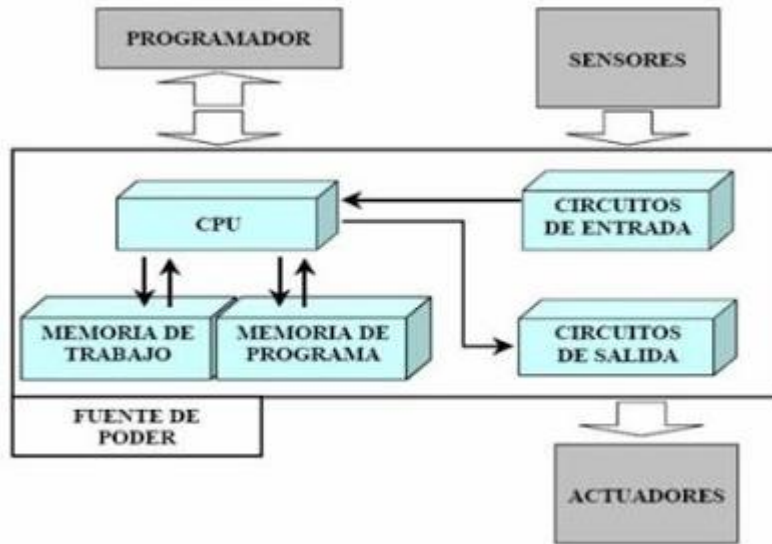 PROGRAMADOR
SENSORES
CPU
CIRCUITOS
DE ENTRADA
MEMORIA DE
TRABAJO
MEMORIA DE
PROGRAMA
CIRCUITOS
DE SALIDA
FUENTE DE
PODER
ACTUADORES